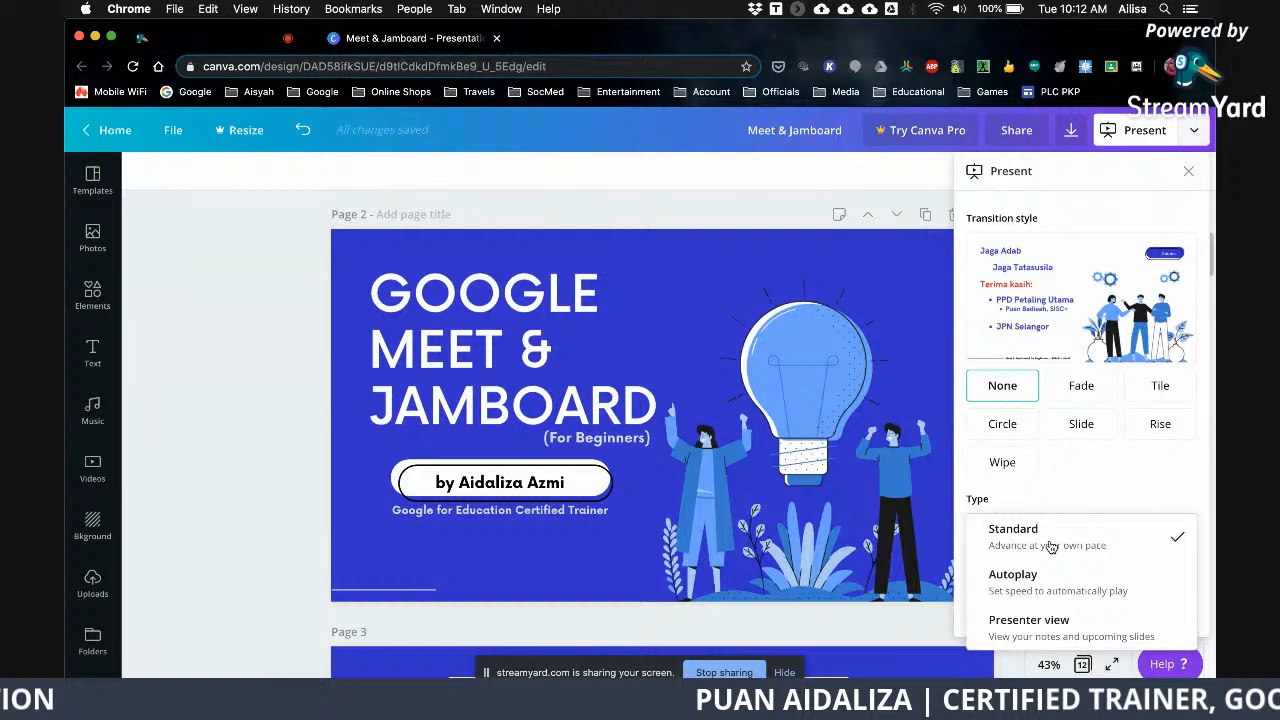 Chrome File Edit View History Bookmarks People Tab Window Help
100% Tue 10:12 AM Ailisa
Powered by
StreamYard
Meet & Jamboard - Presentati
canva.com/design/DAD58ifkSUE/d9tICdkdDfmkBe9_U_5Edg/edit
Mobile WiFi Google Aisyah Google Online Shops Travels SocMed Entertainment Account Officials Media Educational Games PLC PKP
Home File Resize All changes saved Meet & Jamboard Try Canva Pro Share Present
Templates
Photos
Elements
Text
Music
Videos
Bkground
Uploads
Folders
Page 2 - Add page title
GOOGLE
MEET &
JAMBOARD
(For Beginners)
by Aidaliza Azmi
Google for Education Certified Trainer
Page 3
Present
Transition style
Jaga Adab
Jaga Tatasusila
Terima kasih:
• PPD Petaling Utama
• Puan Badieah, SISC+
• JPN Selangor
None Fade Tile
Circle Slide Rise
Wipe
Type
Standard
Advance at your own pace
Autoplay
Set speed to automatically play
Presenter view
View your notes and upcoming slides
streamyard.com is sharing your screen. Stop sharing Hide
43% 12 Help ?
ION PUAN AIDALIZA | CERTIFIED TRAINER, GOO